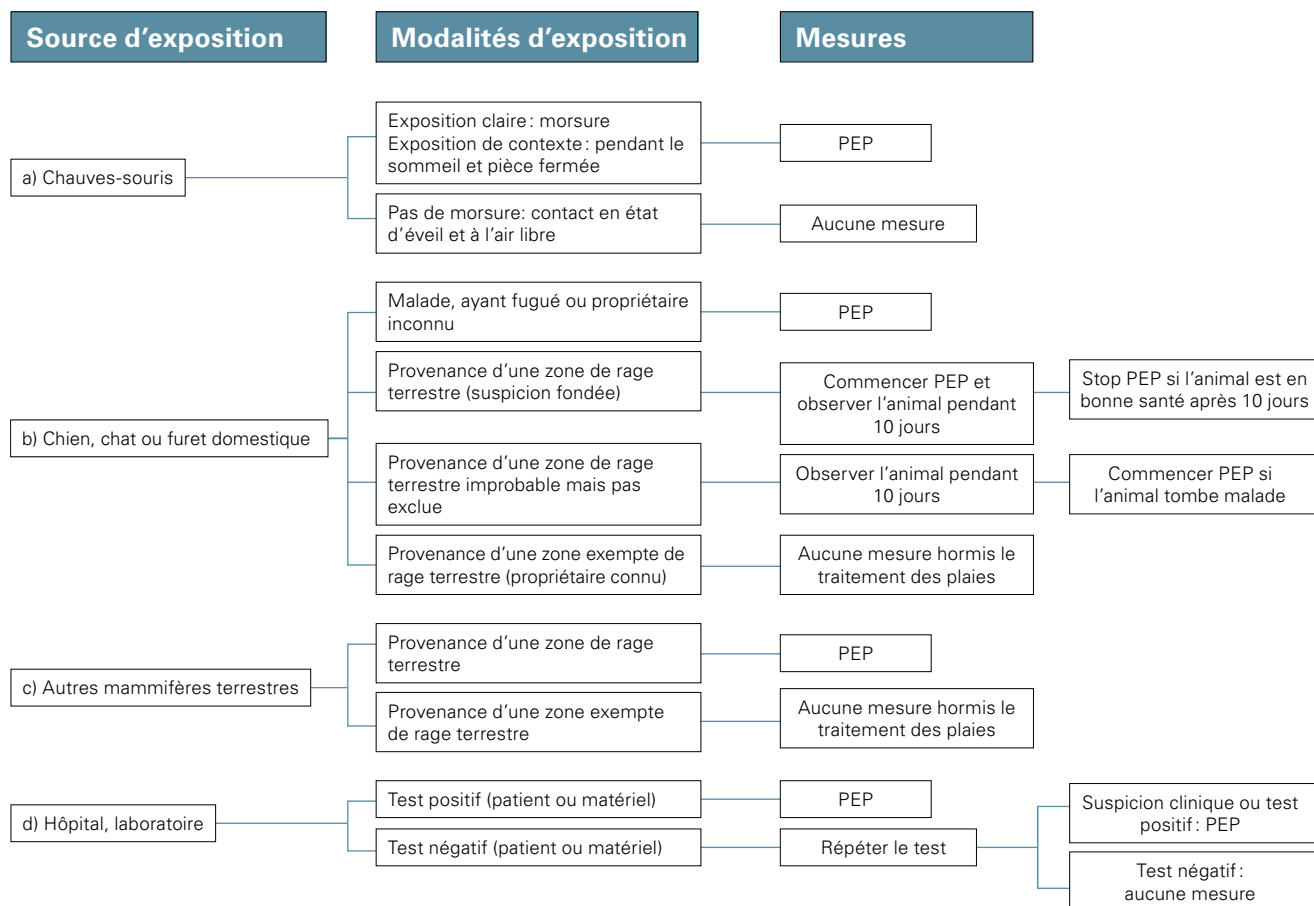 Source d'exposition
Modalités d'exposition
Mesures
a) Chauves-souris
Exposition claire: morsure
Exposition de contexte: pendant le
sommeil et pièce fermée
PEP
Pas de morsure: contact en état
d'éveil et à l'air libre
Aucune mesure
b) Chien, chat ou furet domestique
Malade, ayant fugué ou propriétaire
inconnu
PEP
Provenance d'une zone de rage
terrestre (suspicion fondée)
Commencer PEP et
observer l'animal pendant
10 jours
Stop PEP si l'animal est en
bonne santé après 10 jours
Provenance d'une zone de rage
terrestre improbable mais pas
exclue
Observer l'animal pendant
10 jours
Commencer PEP si
l'animal tombe malade
Provenance d'une zone exempte de
rage terrestre (propriétaire connu)
Aucune mesure hormis le
traitement des plaies
c) Autres mammifères terrestres
Provenance d'une zone de rage
terrestre
PEP
Provenance d'une zone exempte
de rage terrestre
Aucune mesure hormis le
traitement des plaies
d) Hôpital, laboratoire
Test positif (patient ou matériel)
PEP
Test négatif (patient ou matériel)
Répéter le test
Suspicion clinique ou test
positif: PEP
Test négatif:
aucune mesure